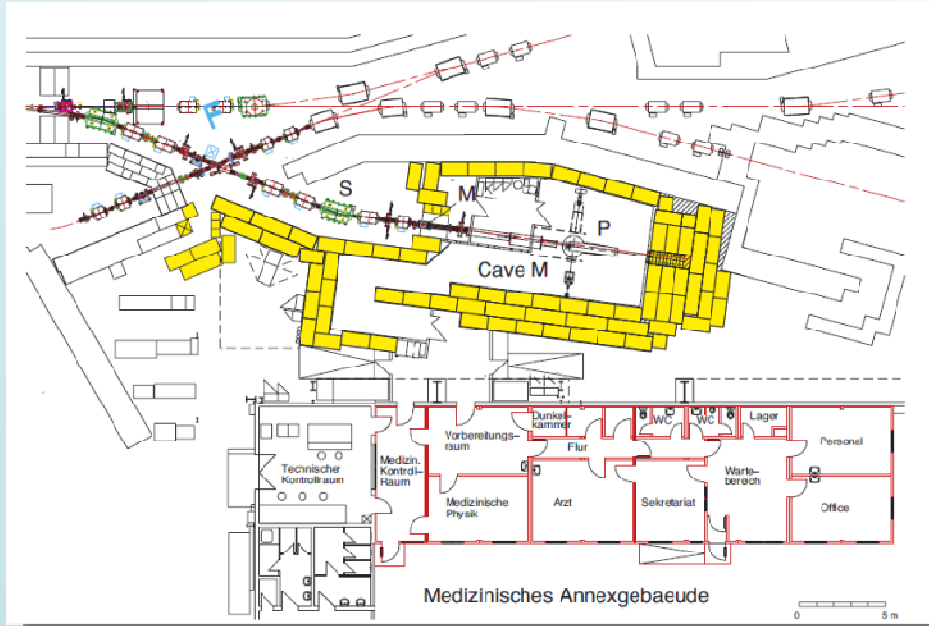 F
S
M
P
Cave M
Dunkel-
kammer
WC
WC
Lager
Vorbereitungs-
raum
Flur
Personal
Technischer
Kontrollraum
Medizin.
Kontroll-
Raum
Warte-
bereich
Medizinische
Physik
Arzt
Sekretariat
Office
Medizinisches Annexgebaeude
0
5 m